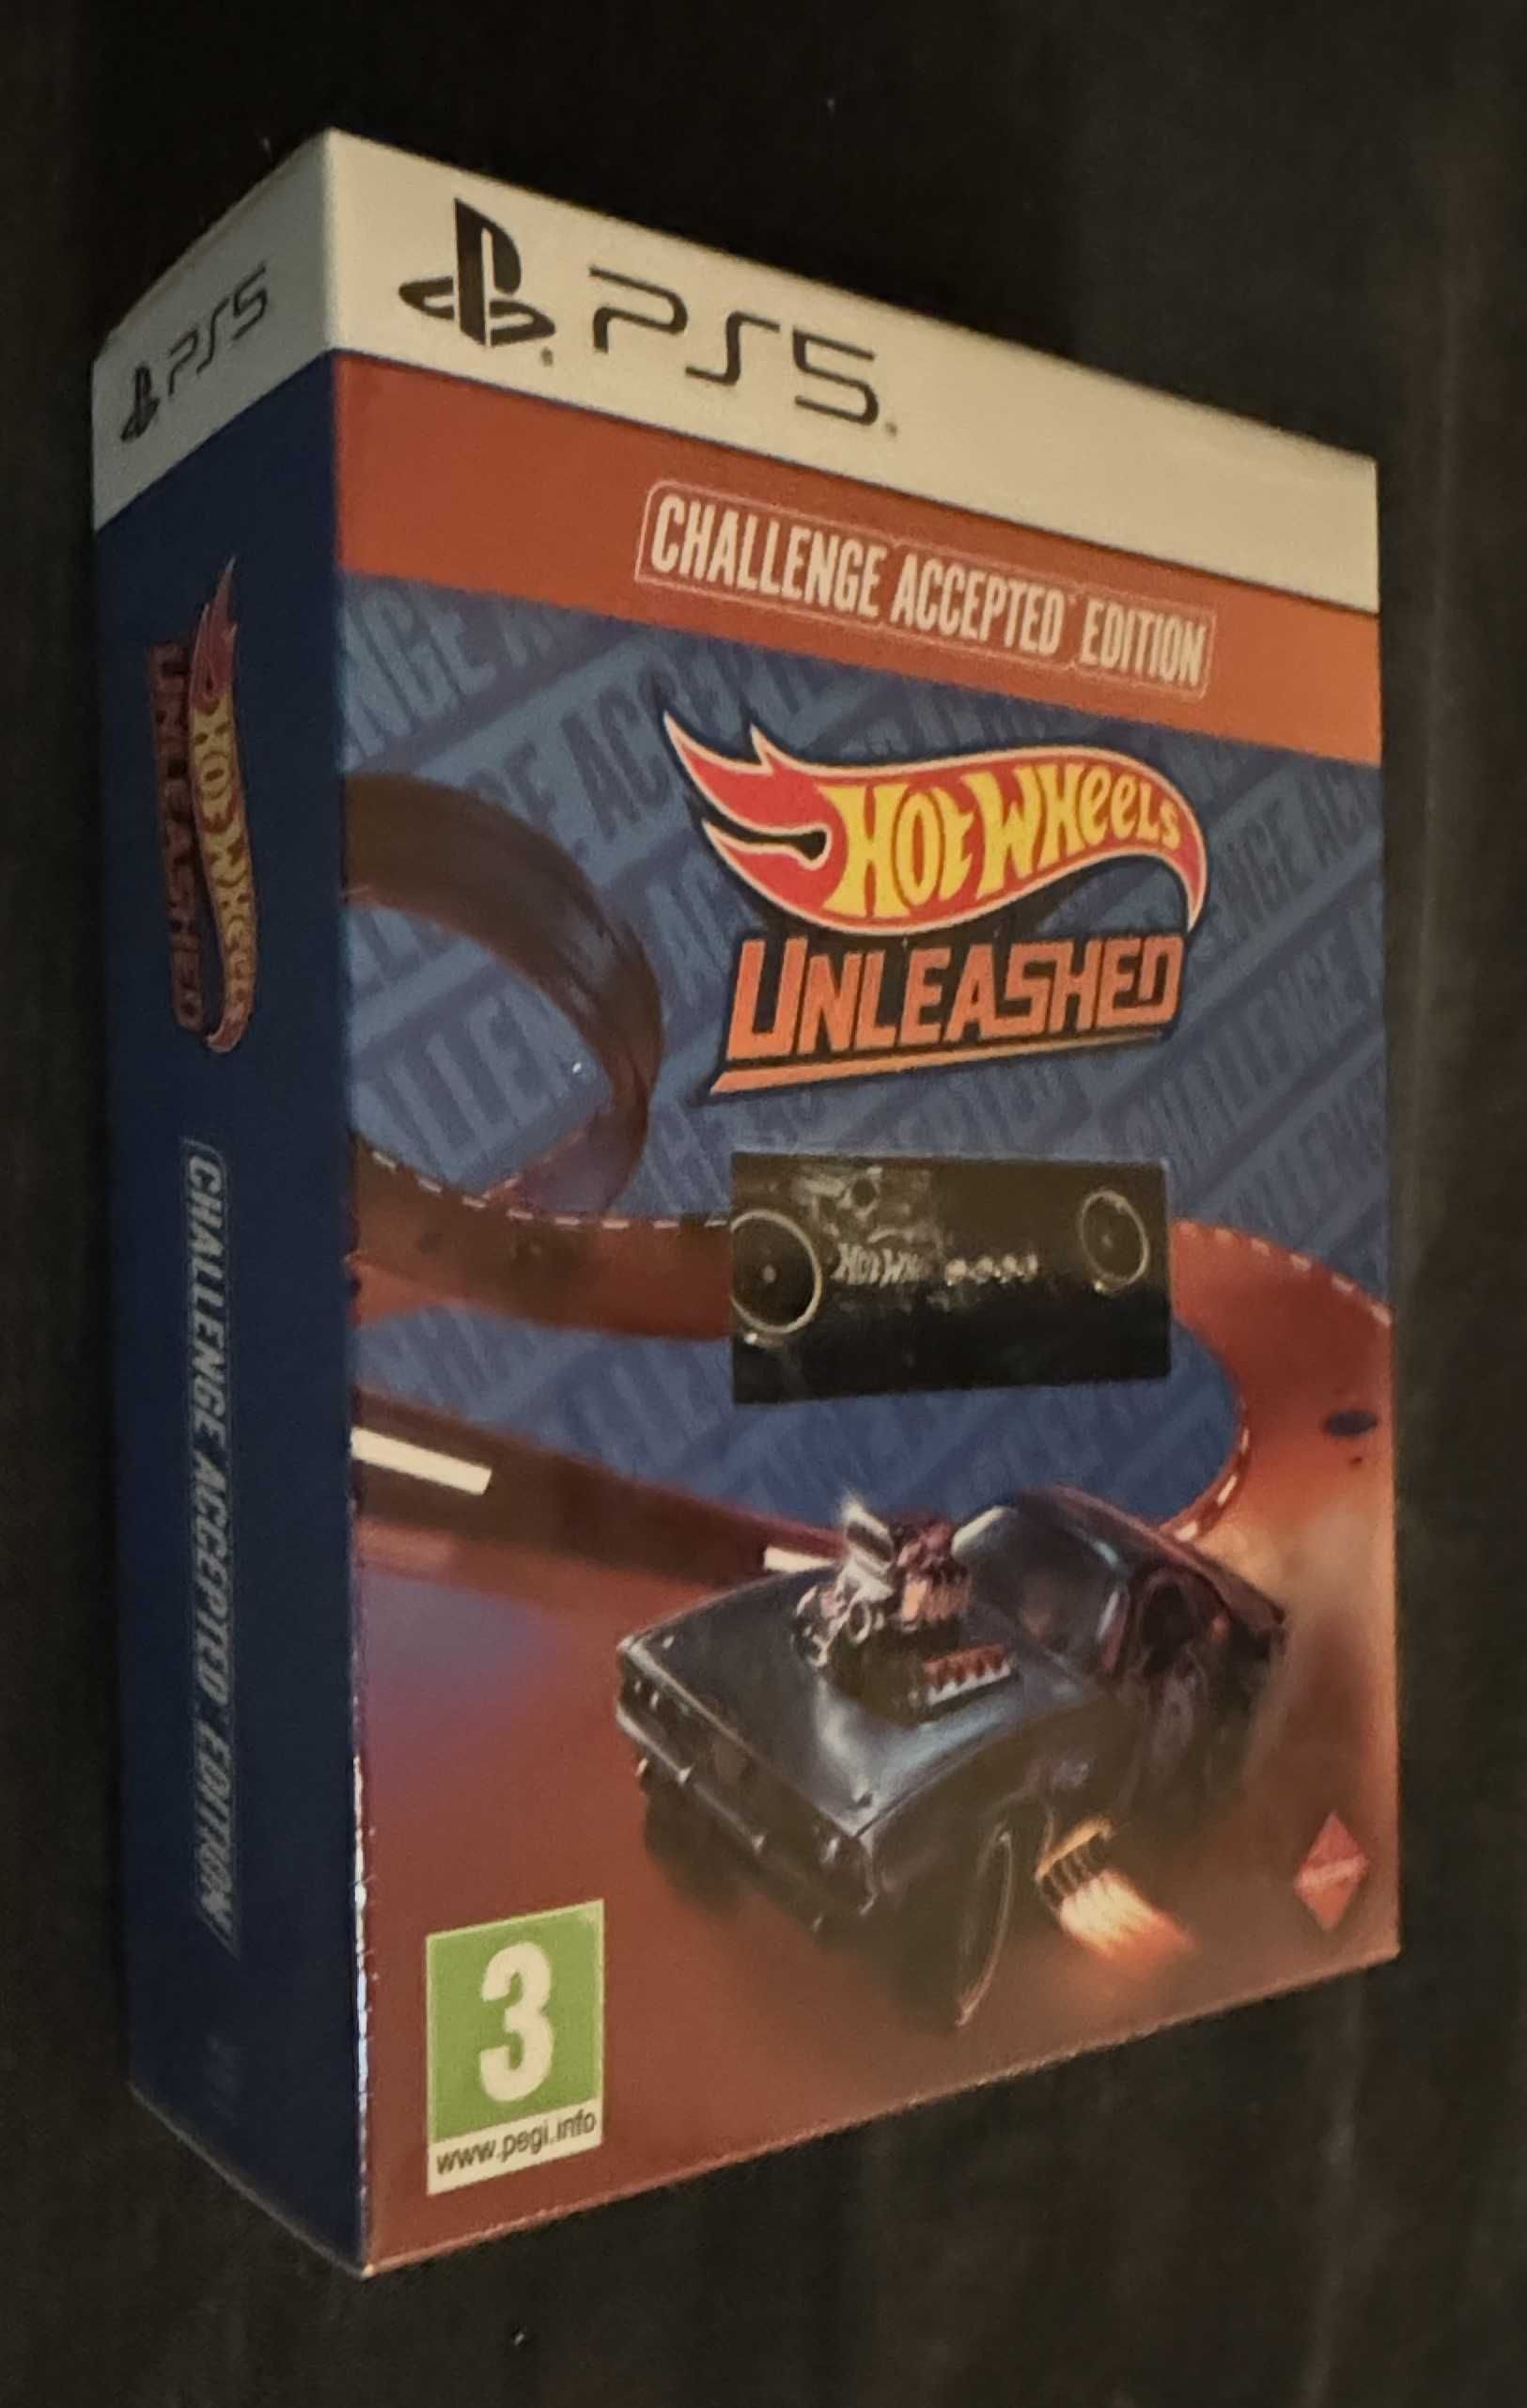 PS5
CHALLENGE ACCEPTED EDITION
HOT WHEELS
UNLEASHED
3
www.pegi.info
PS5
HOT WHEELS
UNLEASHED
CHALLENGE ACCEPTED EDITION